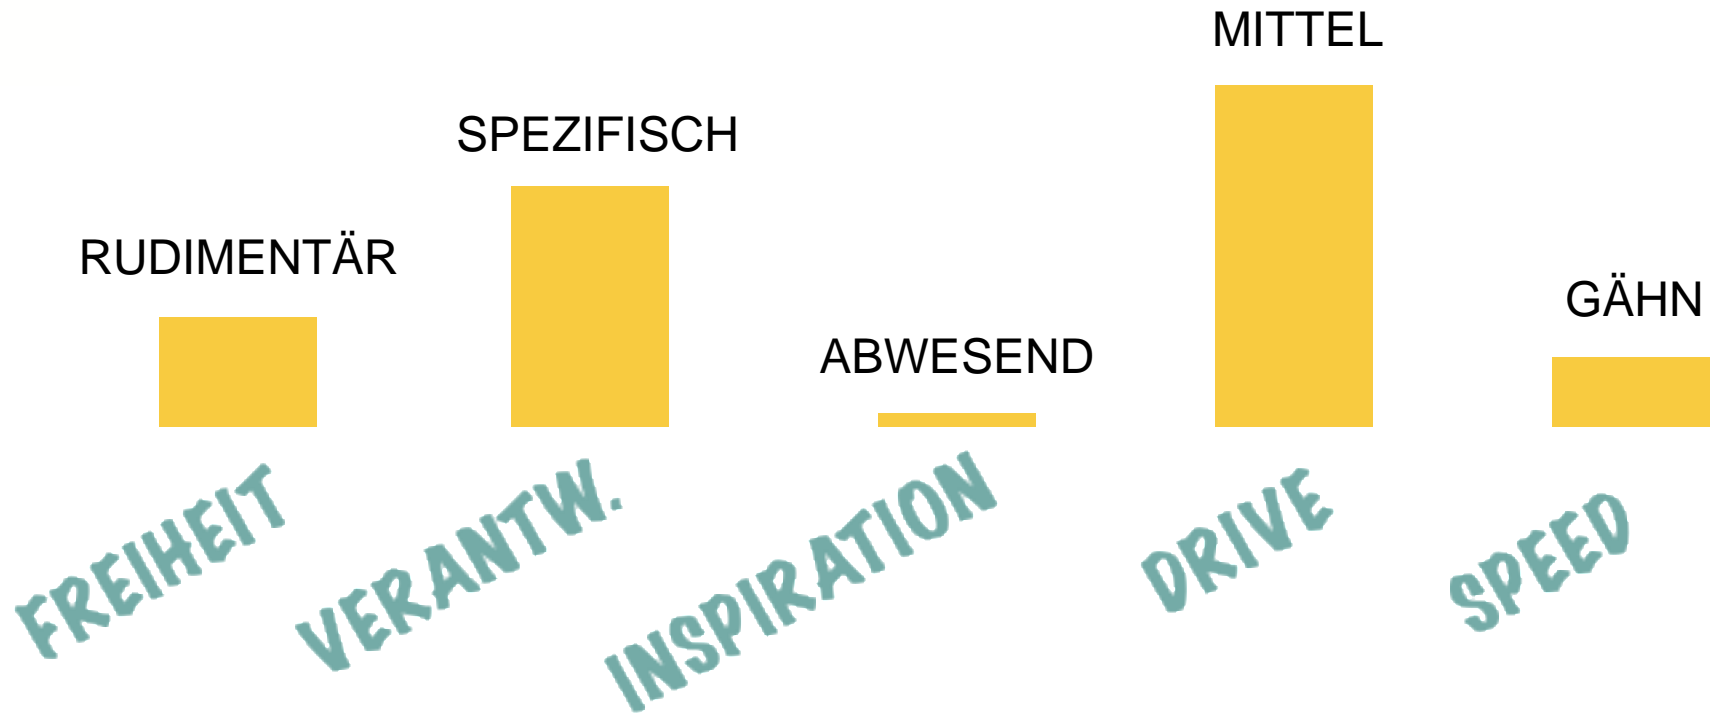 MITTEL
SPEZIFISCH
RUDIMENTÄR
GÄHN
ABWESEND
FREIHEIT
VERANTW.
INSPIRATION
DRIVE
SPEED